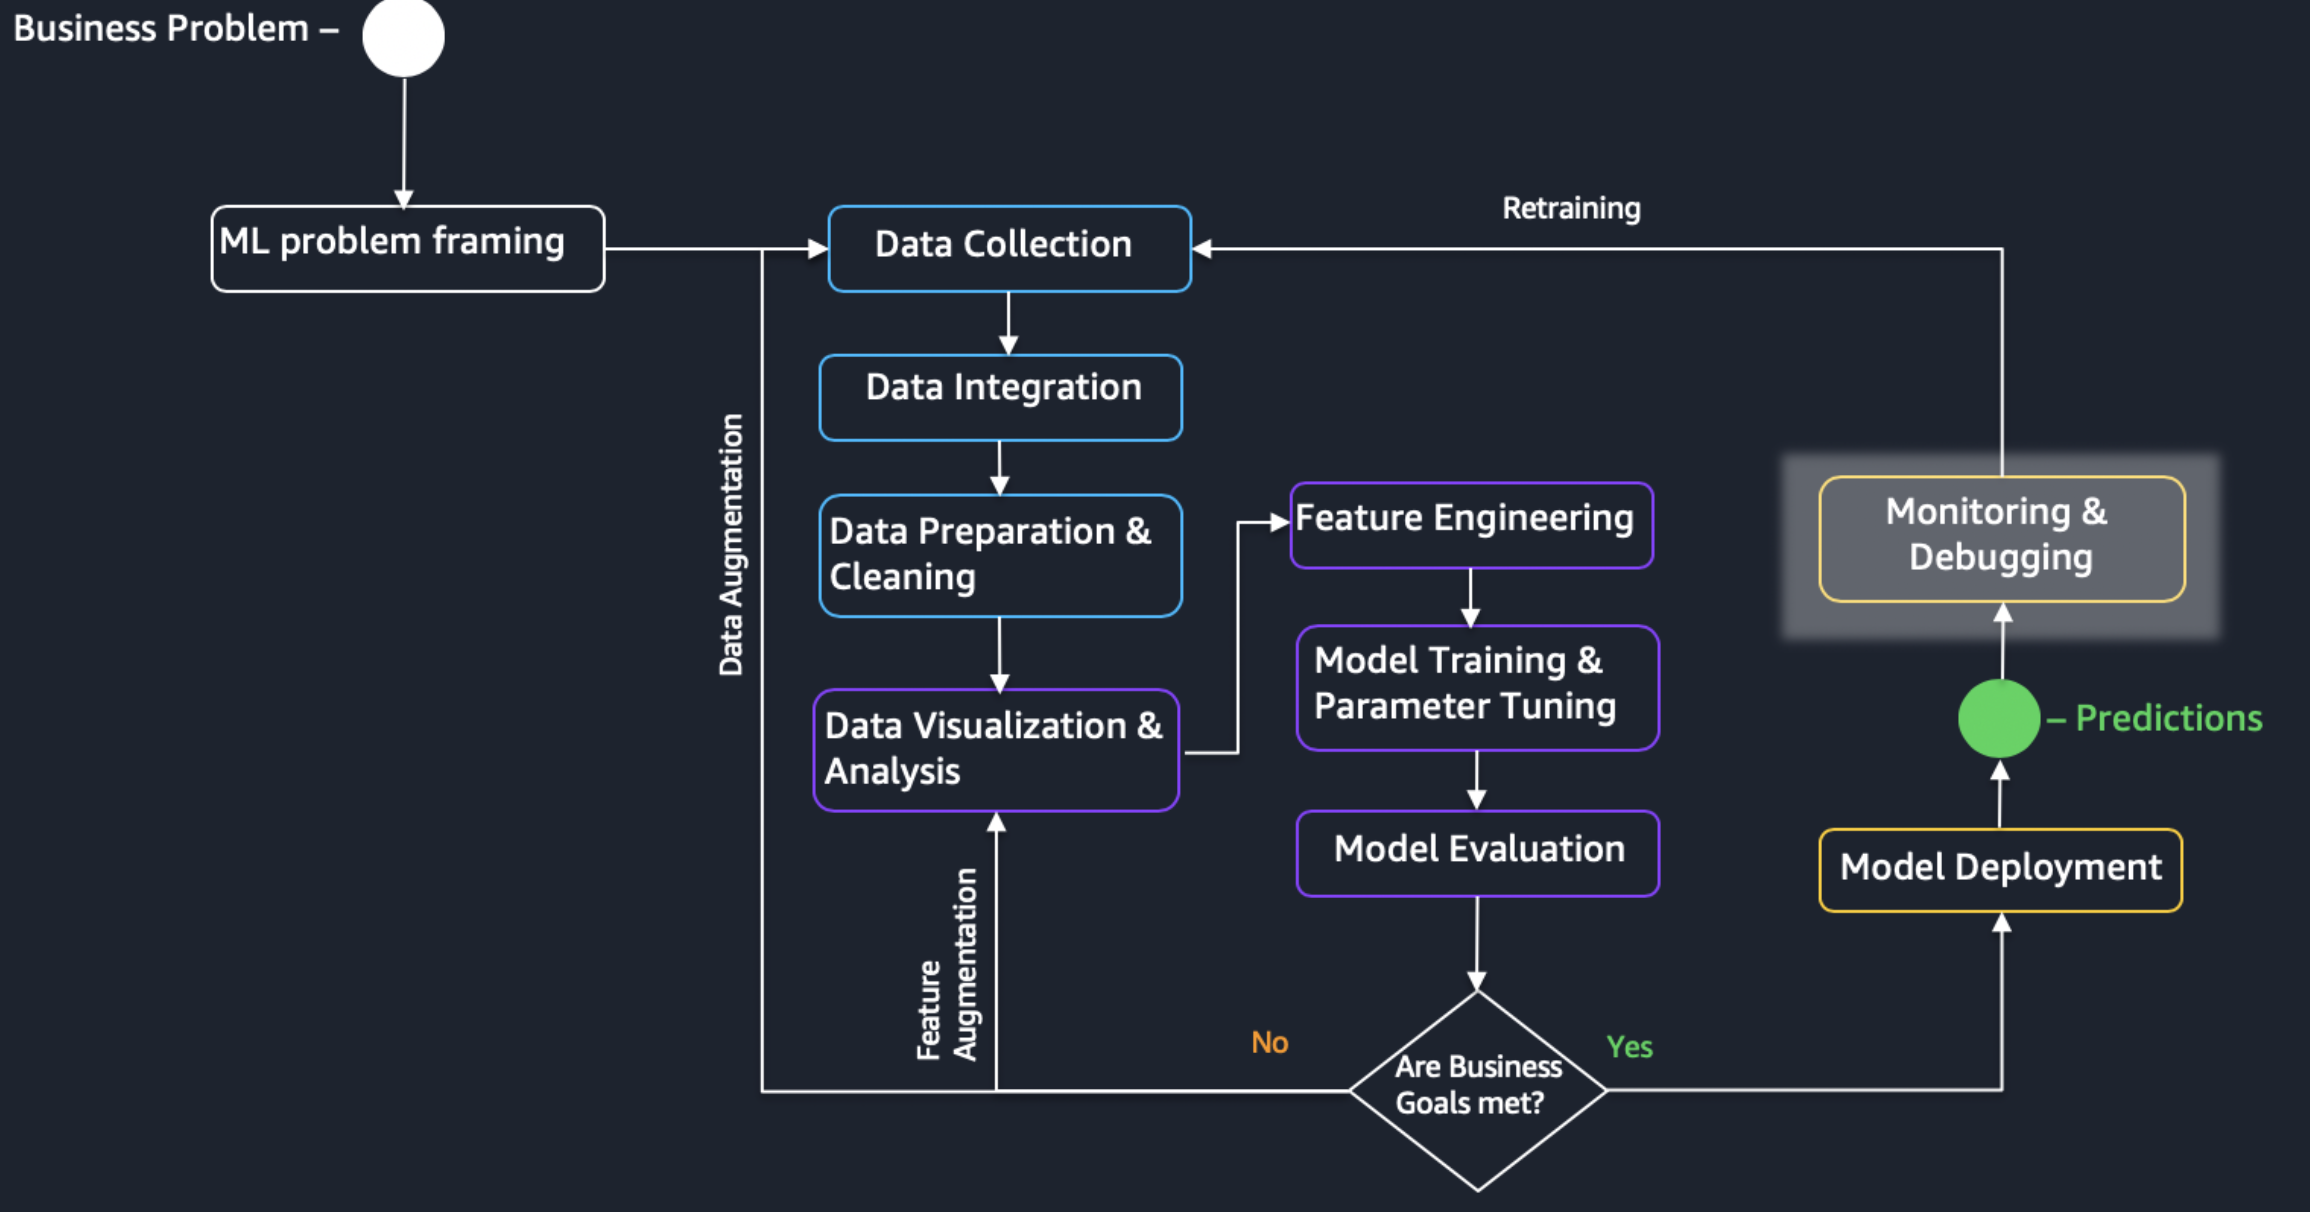 Business Problem –
ML problem framing
Data Collection
Retraining
Data Integration
Data Augmentation
Data Preparation &
Cleaning
Data Visualization &
Analysis
Feature
Augmentation
Feature Engineering
Model Training &
Parameter Tuning
Model Evaluation
No
Are Business
Goals met?
Yes
Model Deployment
– Predictions
Monitoring &
Debugging